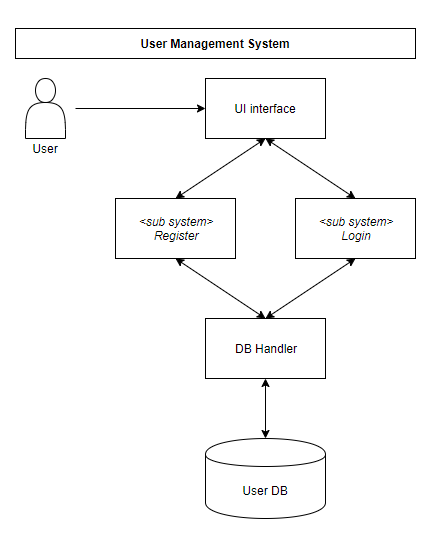 User Management System
UI interface
User
<sub system>
Register
<sub system>
Login
DB Handler
User DB